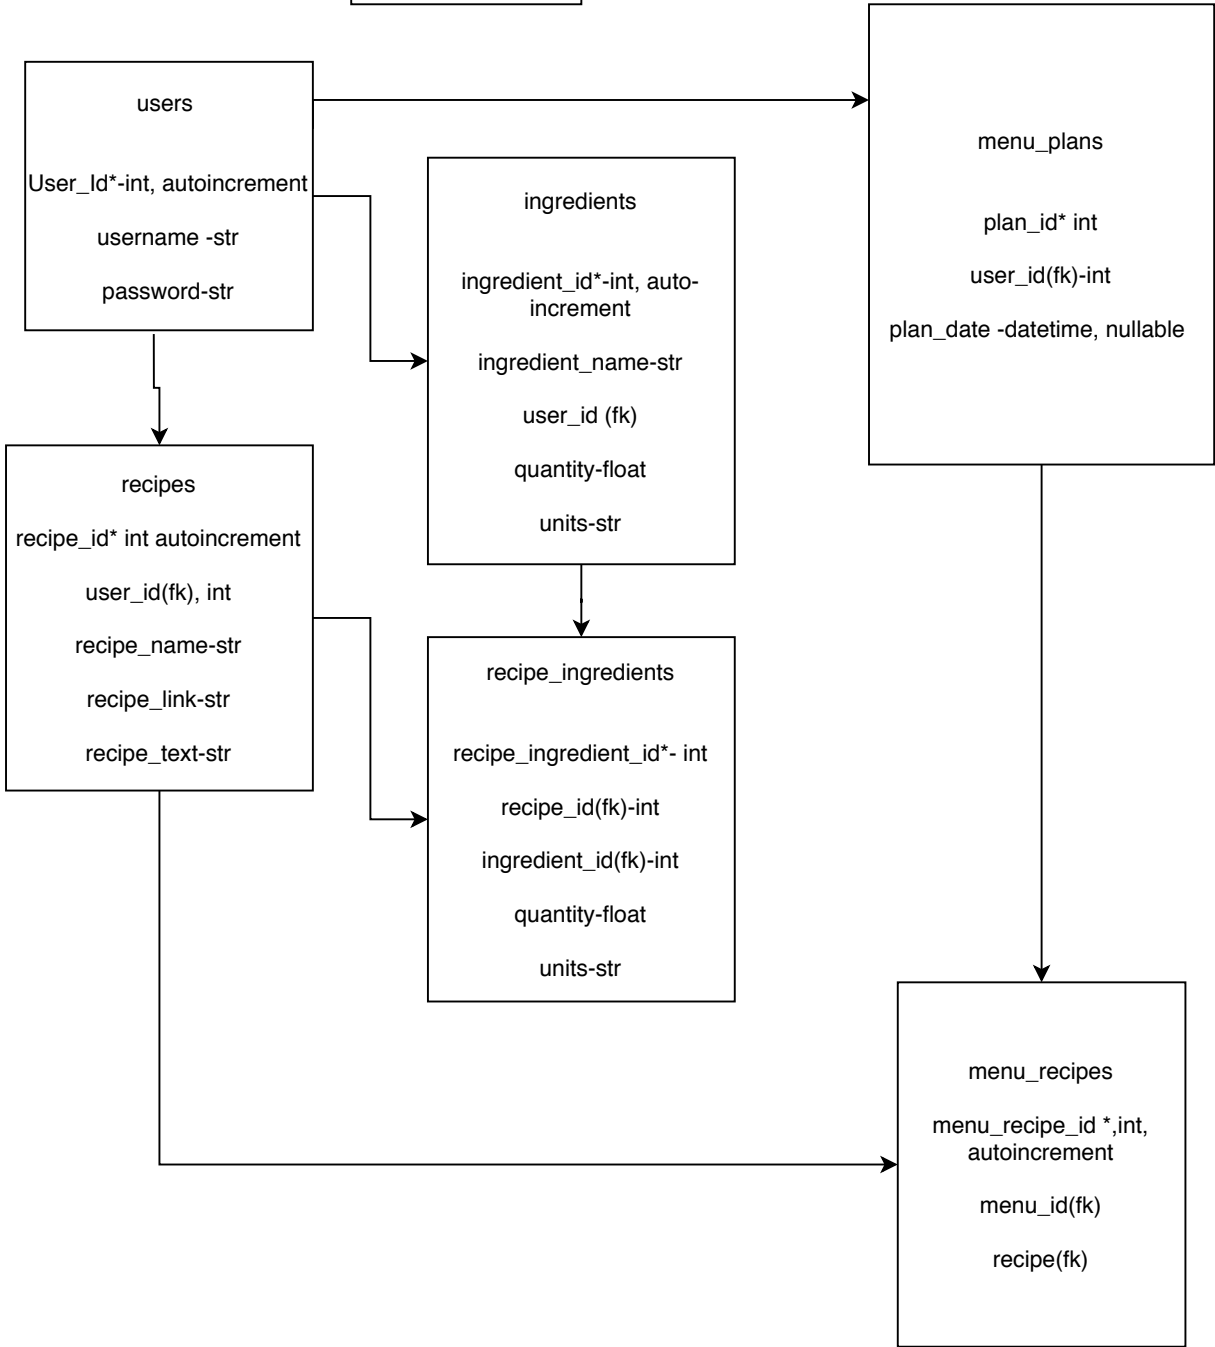 users
User_Id*-int, autoincrement
username -str
password-str
ingredients
ingredient_id*-int, auto-
increment
ingredient_name-str
user_id (fk)
quantity-float
units-str
menu_plans
plan_id* int
user_id(fk)-int
plan_date -datetime, nullable
recipes
recipe_id* int autoincrement
user_id(fk), int
recipe_name-str
recipe_link-str
recipe_text-str
recipe_ingredients
recipe_ingredient_id*- int
recipe_id(fk)-int
ingredient_id(fk)-int
quantity-float
units-str
menu_recipes
menu_recipe_id *,int,
autoincrement
menu_id(fk)
recipe(fk)